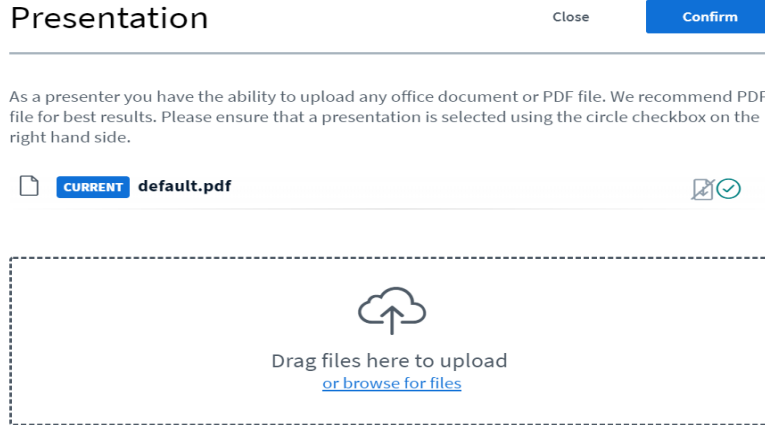 Presentation
Close
Confirm
As a presenter you have the ability to upload any office document or PDF file. We recommend PDF
file for best results. Please ensure that a presentation is selected using the circle checkbox on the
right hand side.
CURRENT default.pdf
Drag files here to upload
or browse for files